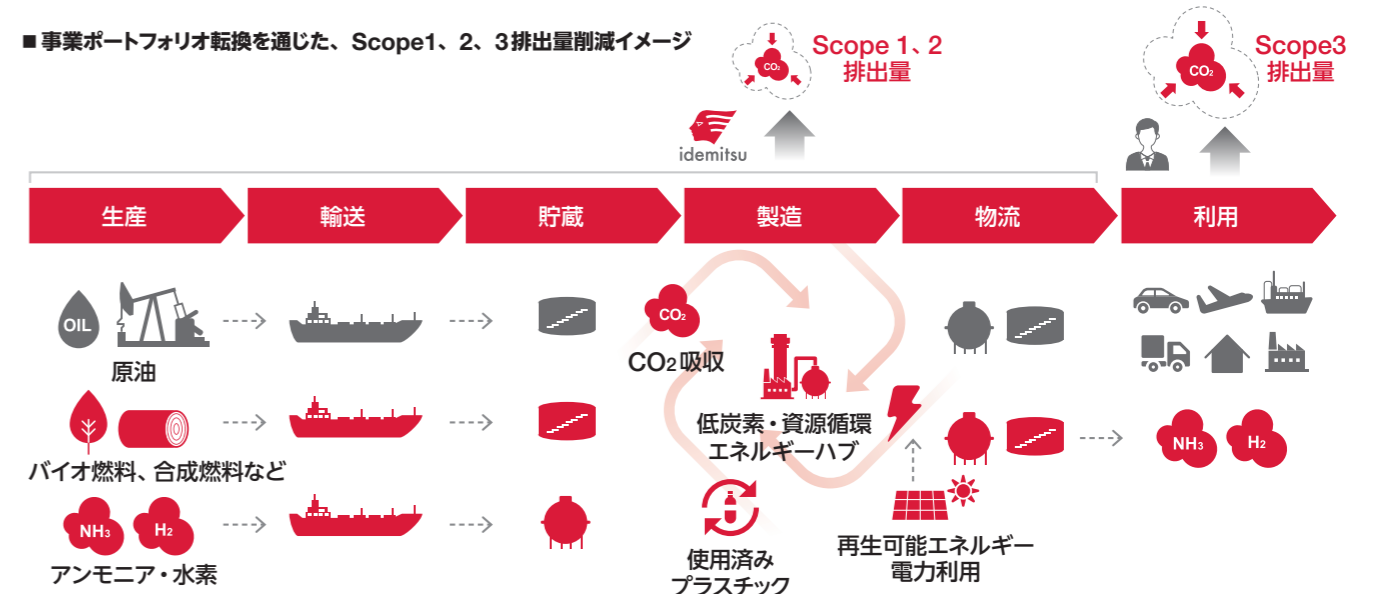 ■事業ポートフォリオ転換を通じた、Scope1、2、3排出量削減イメージ
CO2
Scope 1、2
排出量
CO2
Scope3
排出量
idemitsu
生産
輸送
貯蔵
製造
物流
利用
OIL
原油
CO2
CO2吸収
バイオ燃料、合成燃料など
低炭素・資源循環
エネルギーハブ
NH3
H2
NH3
H2
アンモニア・水素
使用済み
プラスチック
再生可能エネルギー
電力利用